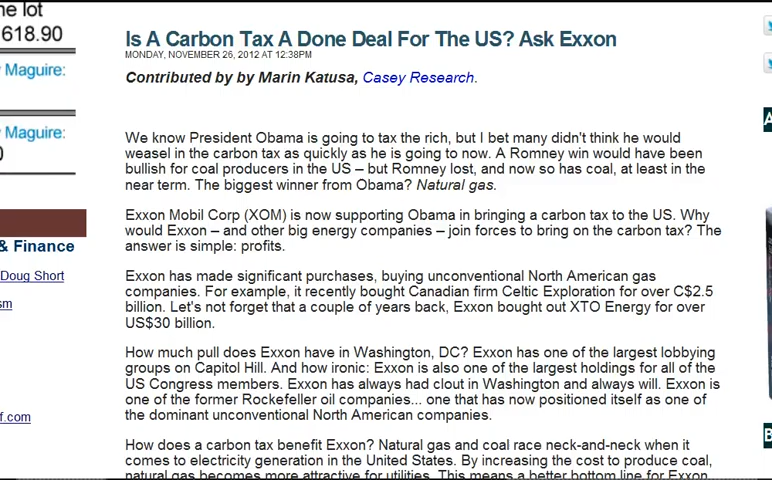 e lot
618.90
Maguire:
Maguire:
0
& Finance
Doug Short
sm
f.com
Is A Carbon Tax A Done Deal For The US? Ask Exxon
MONDAY, NOVEMBER 26, 2012 AT 12:38PM
Contributed by by Marin Katusa, Casey Research.
We know President Obama is going to tax the rich, but I bet many didn't think he would
weasel in the carbon tax as quickly as he is going to now. A Romney win would have been
bullish for coal producers in the US – but Romney lost, and now so has coal, at least in the
near term. The biggest winner from Obama? Natural gas.
Exxon Mobil Corp (XOM) is now supporting Obama in bringing a carbon tax to the US. Why
would Exxon – and other big energy companies – join forces to bring on the carbon tax? The
answer is simple: profits.
Exxon has made significant purchases, buying unconventional North American gas
companies. For example, it recently bought Canadian firm Celtic Exploration for over C$2.5
billion. Let's not forget that a couple of years back, Exxon bought out XTO Energy for over
US$30 billion.
How much pull does Exxon have in Washington, DC? Exxon has one of the largest lobbying
groups on Capitol Hill. And how ironic: Exxon is also one of the largest holdings for all of the
US Congress members. Exxon has always had clout in Washington and always will. Exxon is
one of the former Rockefeller oil companies... one that has now positioned itself as one of
the dominant unconventional North American companies.
How does a carbon tax benefit Exxon? Natural gas and coal race neck-and-neck when it
comes to electricity generation in the United States. By increasing the cost to produce coal,
natural gas becomes more attractive for utilities. This means a better bottom line for Exxon
A
B